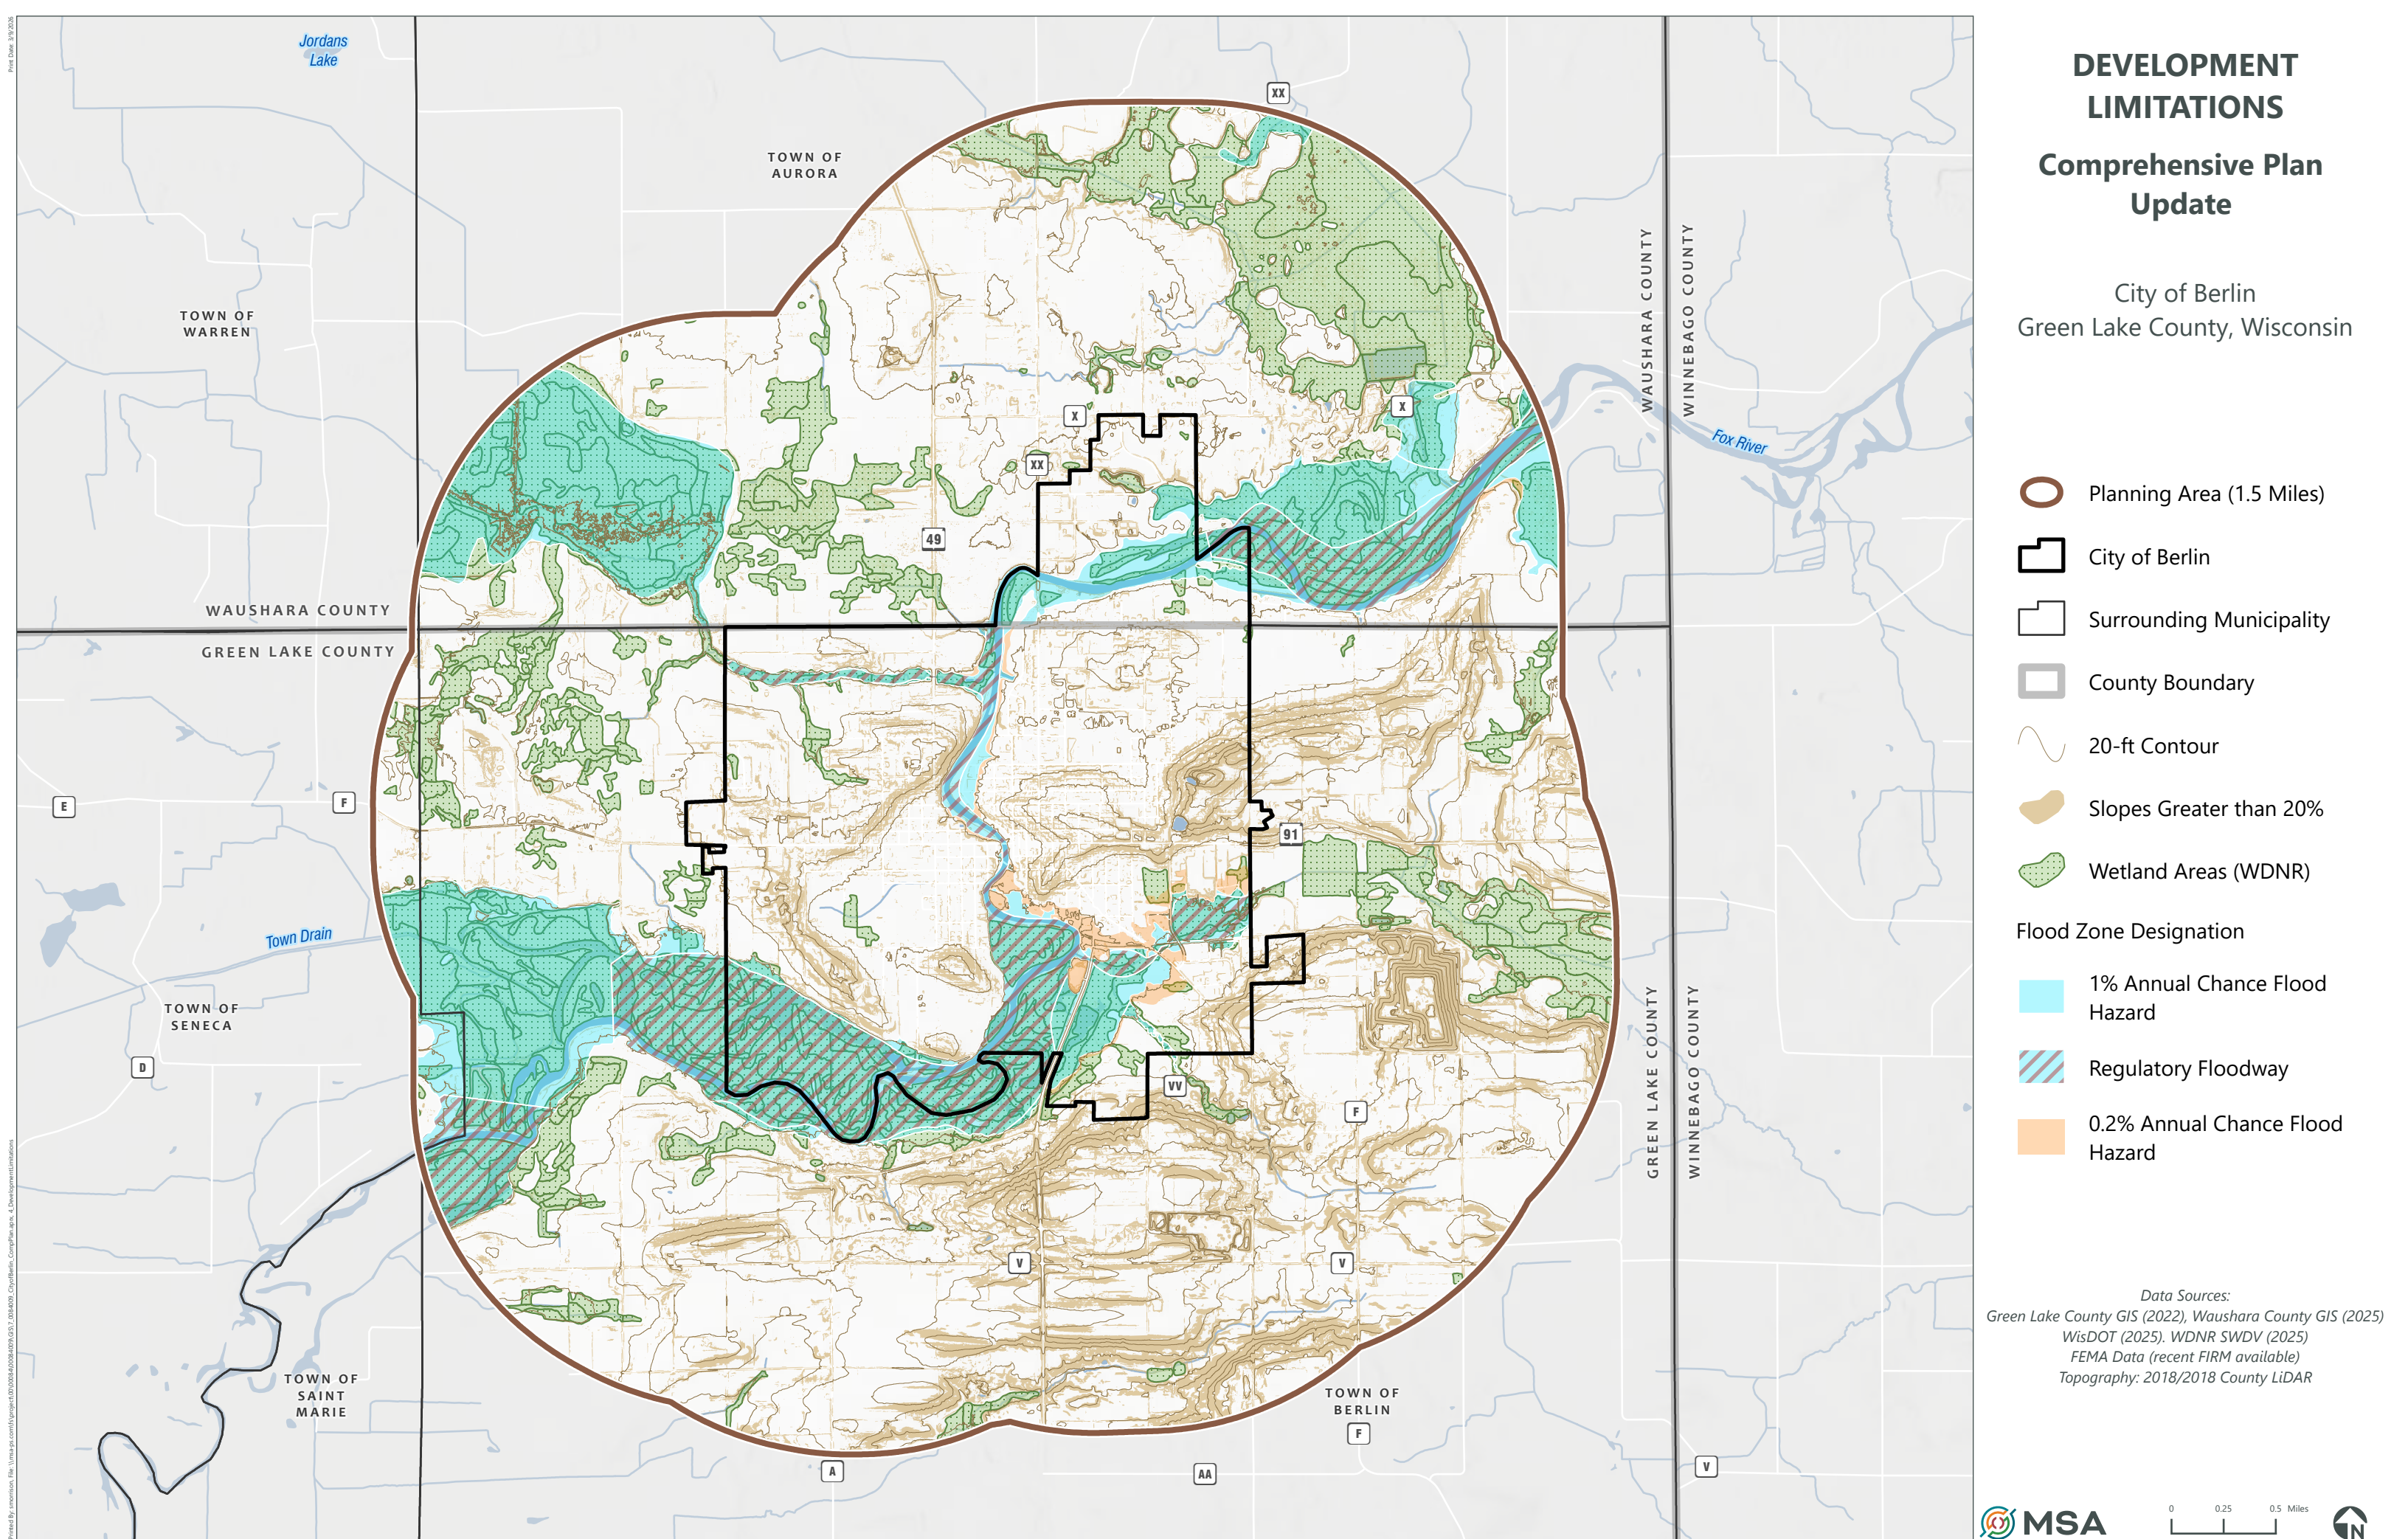 DEVELOPMENT
LIMITATIONS
Comprehensive Plan
Update
City of Berlin
Green Lake County, Wisconsin
Planning Area (1.5 Miles)
City of Berlin
Surrounding Municipality
County Boundary
20-ft Contour
Slopes Greater than 20%
Wetland Areas (WDNR)
Flood Zone Designation
1% Annual Chance Flood
Hazard
Regulatory Floodway
0.2% Annual Chance Flood
Hazard
Data Sources:
Green Lake County GIS (2022), Waushara County GIS (2025)
WisDOT (2025). WDNR SWDV (2025)
FEMA Data (recent FIRM available)
Topography: 2018/2018 County LiDAR
MSA
0 0.25 0.5 Miles
N
Print Date: 3/9/2026
Jordans
Lake
XX
TOWN OF
AURORA
TOWN OF
WARREN
WAUSHARA COUNTY
WINNEBAGO COUNTY
X
X
Fox River
XX
49
WAUSHARA COUNTY
GREEN LAKE COUNTY
E
F
91
Town Drain
TOWN OF
SENECA
D
GREEN LAKE COUNTY
WINNEBAGO COUNTY
VV
F
V
V
TOWN OF
SAINT
MARIE
TOWN OF
BERLIN
F
A
AA
V